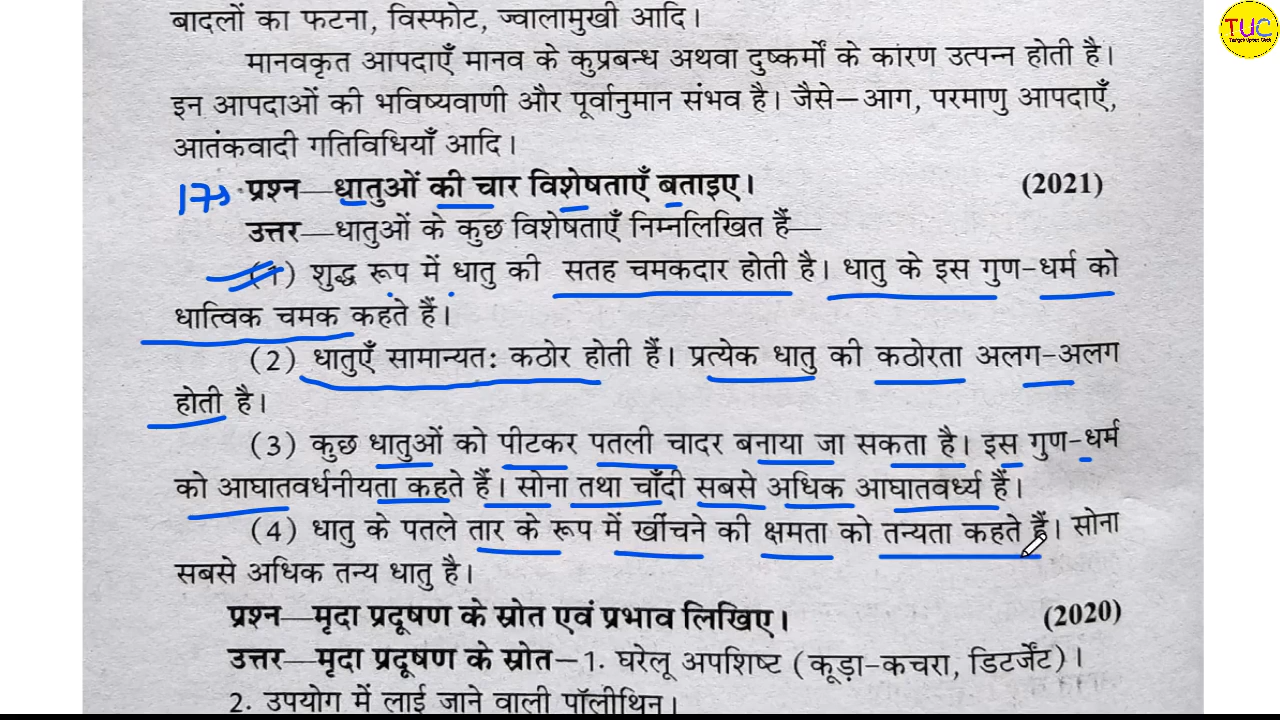 बादलों का फटना, विस्फोट, ज्वालामुखी आदि।
मानवकृत आपदाएँ मानव के कुप्रबन्ध अथवा दुष्कर्मों के कारण उत्पन्न होती है।
इन आपदाओं की भविष्यवाणी और पूर्वानुमान संभव है। जैसे–आग, परमाणु आपदाएँ,
आतंकवादी गतिविधियाँ आदि।
17) प्रश्न—धातुओं की चार विशेषताएँ बताइए। (2021)
उत्तर—धातुओं के कुछ विशेषताएँ निम्नलिखित हैं—
(1) शुद्ध रूप में धातु की सतह चमकदार होती है। धातु के इस गुण-धर्म को
धात्विक चमक कहते हैं।
(2) धातुएँ सामान्यतः कठोर होती हैं। प्रत्येक धातु की कठोरता अलग-अलग
होती है।
(3) कुछ धातुओं को पीटकर पतली चादर बनाया जा सकता है। इस गुण-धर्म
को आघातवर्धनीयता कहते हैं। सोना तथा चाँदी सबसे अधिक आघातवर्ध्य हैं।
(4) धातु के पतले तार के रूप में खींचने की क्षमता को तन्यता कहते हैं। सोना
सबसे अधिक तन्य धातु है।
प्रश्न—मृदा प्रदूषण के स्रोत एवं प्रभाव लिखिए। (2020)
उत्तर—मृदा प्रदूषण के स्रोत–1. घरेलू अपशिष्ट (कूड़ा-कचरा, डिटर्जेंट)।
2. उपयोग में लाई जाने वाली पॉलीथिन।
TUC